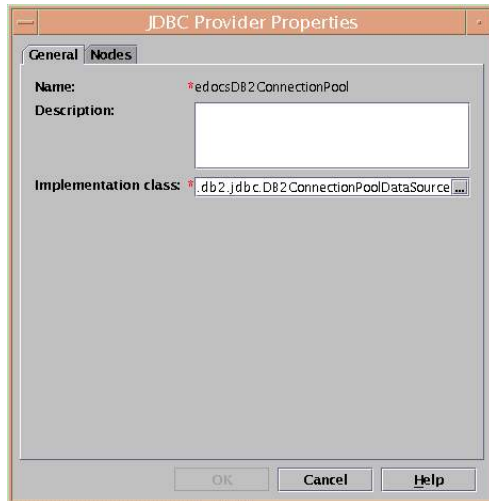 JDBC Provider Properties
General Nodes
Name: *edocsDB2ConnectionPool
Description:
Implementation class: *.db2.jdbc.DB2ConnectionPoolDataSource ...
OK Cancel Help